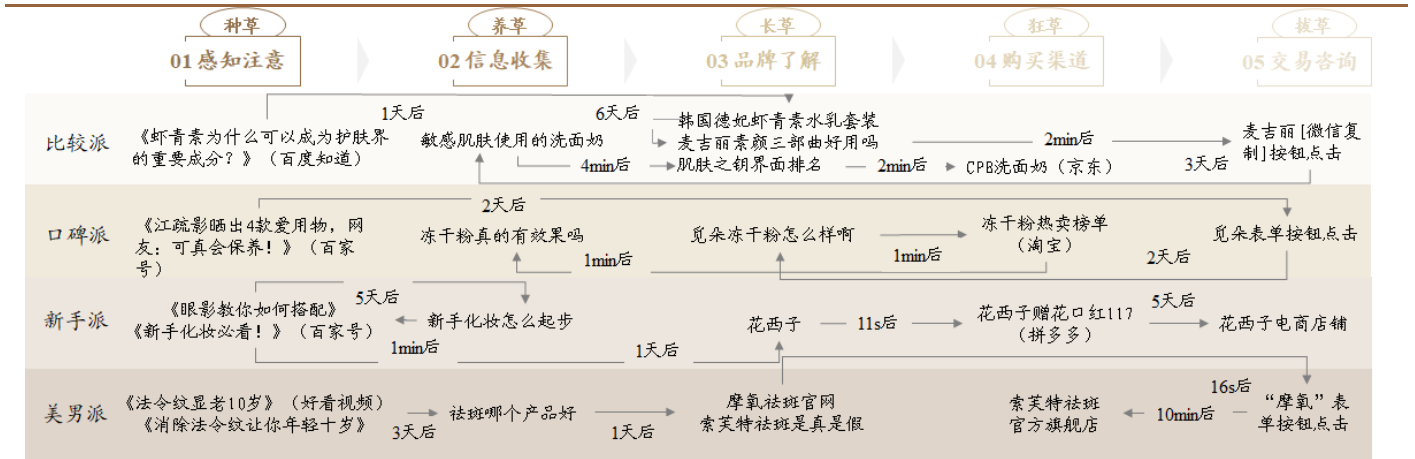 种草
养草
长草
狂草
拔草
01 感知注意
02 信息收集
03 品牌了解
04 购买渠道
05 交易咨询
比较派
《虾青素为什么可以成为护肤界
的重要成分?》(百度知道)
1天后
敏感肌肤使用的洗面奶
6天后
韩国德妃虾青素水乳套装
麦吉丽素颜三部曲好用吗
4min后
肌肤之钥界面排名
2min后
CPB洗面奶(京东)
2min后
麦吉丽[微信复
制]按钮点击
3天后
口碑派
《江疏影晒出4款爱用物,网
友:可真会保养!》(百家
号)
2天后
冻干粉真的有效果吗
1min后
觅朵冻干粉怎么样啊
1min后
冻干粉热卖榜单
(淘宝)
2天后
觅朵表单按钮点击
新手派
《眼影教你如何搭配》
《新手化妆必看!》(百家号)
5天后
新手化妆怎么起步
1min后
1天后
花西子
11s后
花西子赠花口红117
(拼多多)
5天后
花西子电商店铺
美男派
《法令纹显老10岁》(好看视频)
《消除法令纹让你年轻十岁》
3天后
祛斑哪个产品好
1天后
摩氧祛斑官网
索芙特祛斑是真是假
索芙特祛斑
官方旗舰店
10min后
16s后
“摩氧”表
单按钮点击